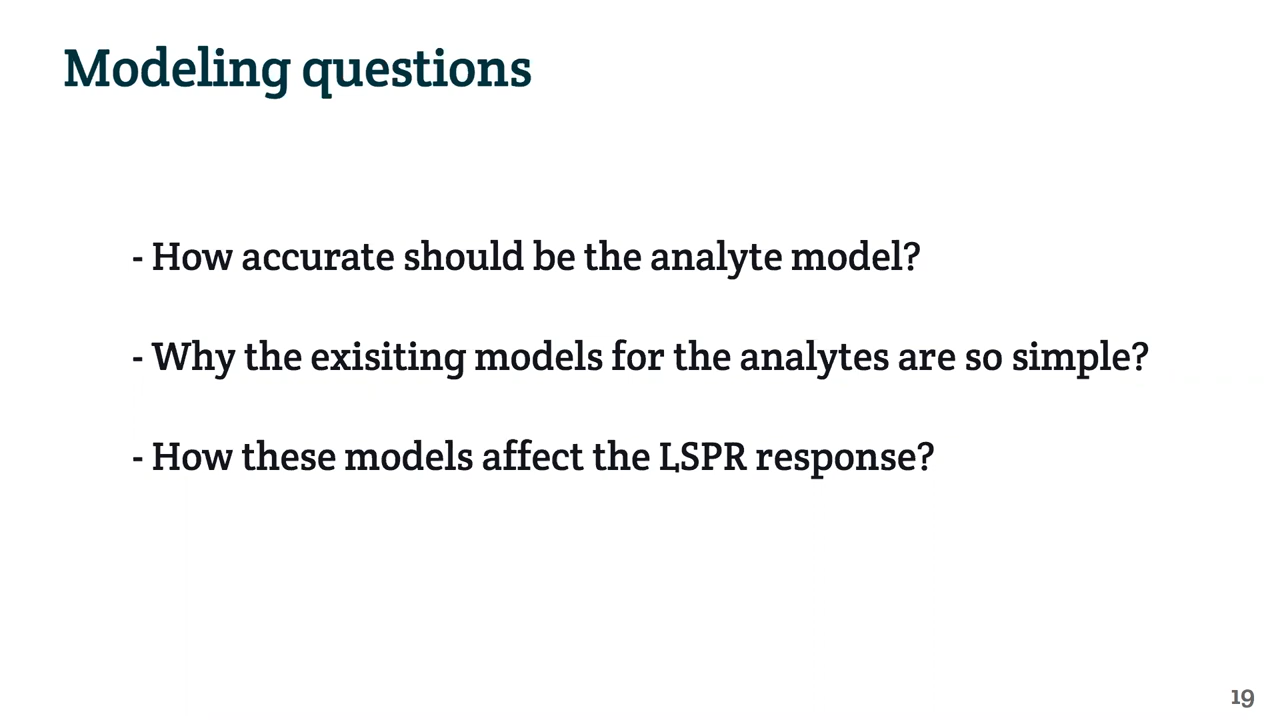 Modeling questions
- How accurate should be the analyte model?
- Why the exisiting models for the analytes are so simple?
- How these models affect the LSPR response?
19